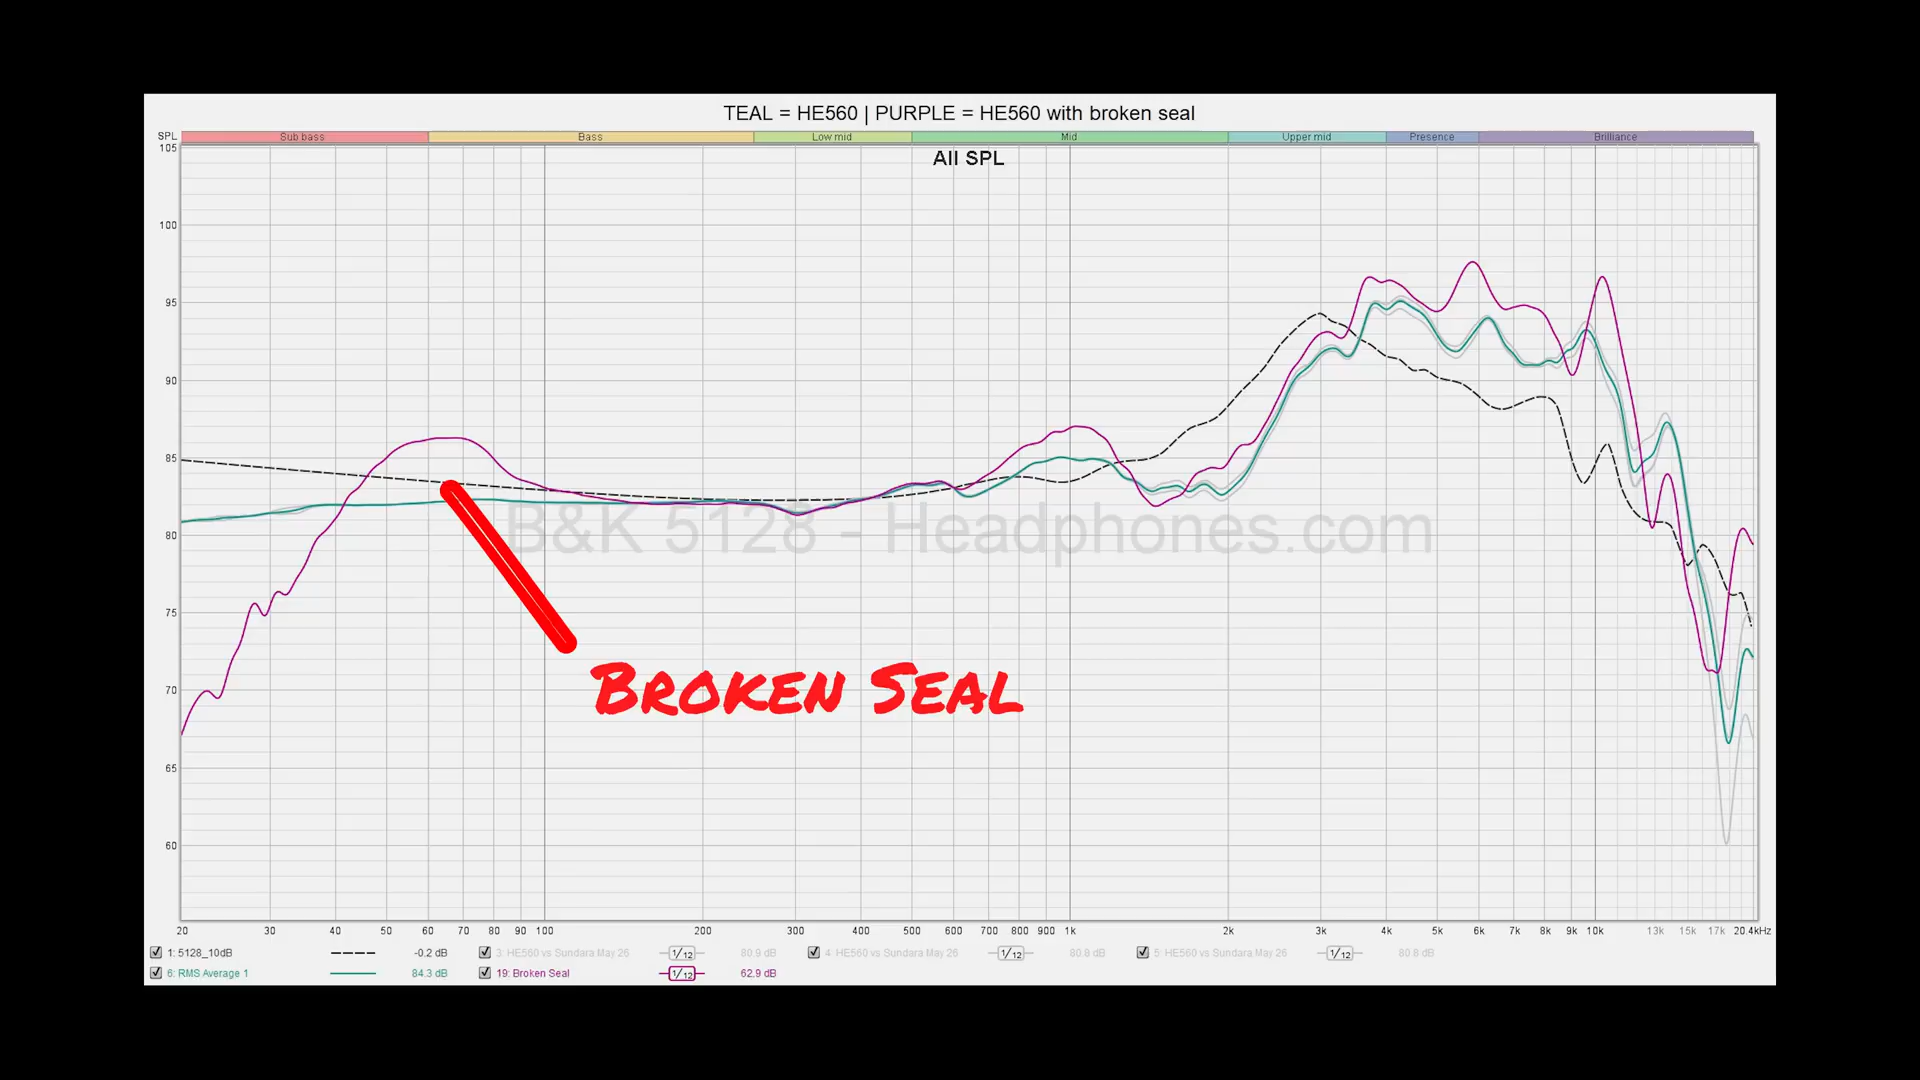 TEAL = HE560 | PURPLE = HE560 with broken seal
SPL Sub bass Bass Low mid Mid Upper mid Presence Brilliance
All SPL
105
100
95
90
85
80
75
70
65
60
B&K 5128 - Headphones.com
Broken Seal
20 30 40 50 60 70 80 90 100 200 300 400 500 600 700 800 900 1k 2k 3k 4k 5k 6k 7k 8k 9k 10k 13k 15k 17k 20.4kHz
1: 5128_10dB -0.2 dB 3: HE560 vs Sundara May 26 1/12 80.9 dB 4: HE560 vs Sundara May 26 1/12 80.8 dB 5: HE560 vs Sundara May 26 1/12 80.8 dB
6: RMS Average 1 84.3 dB 19: Broken Seal 1/12 62.9 dB